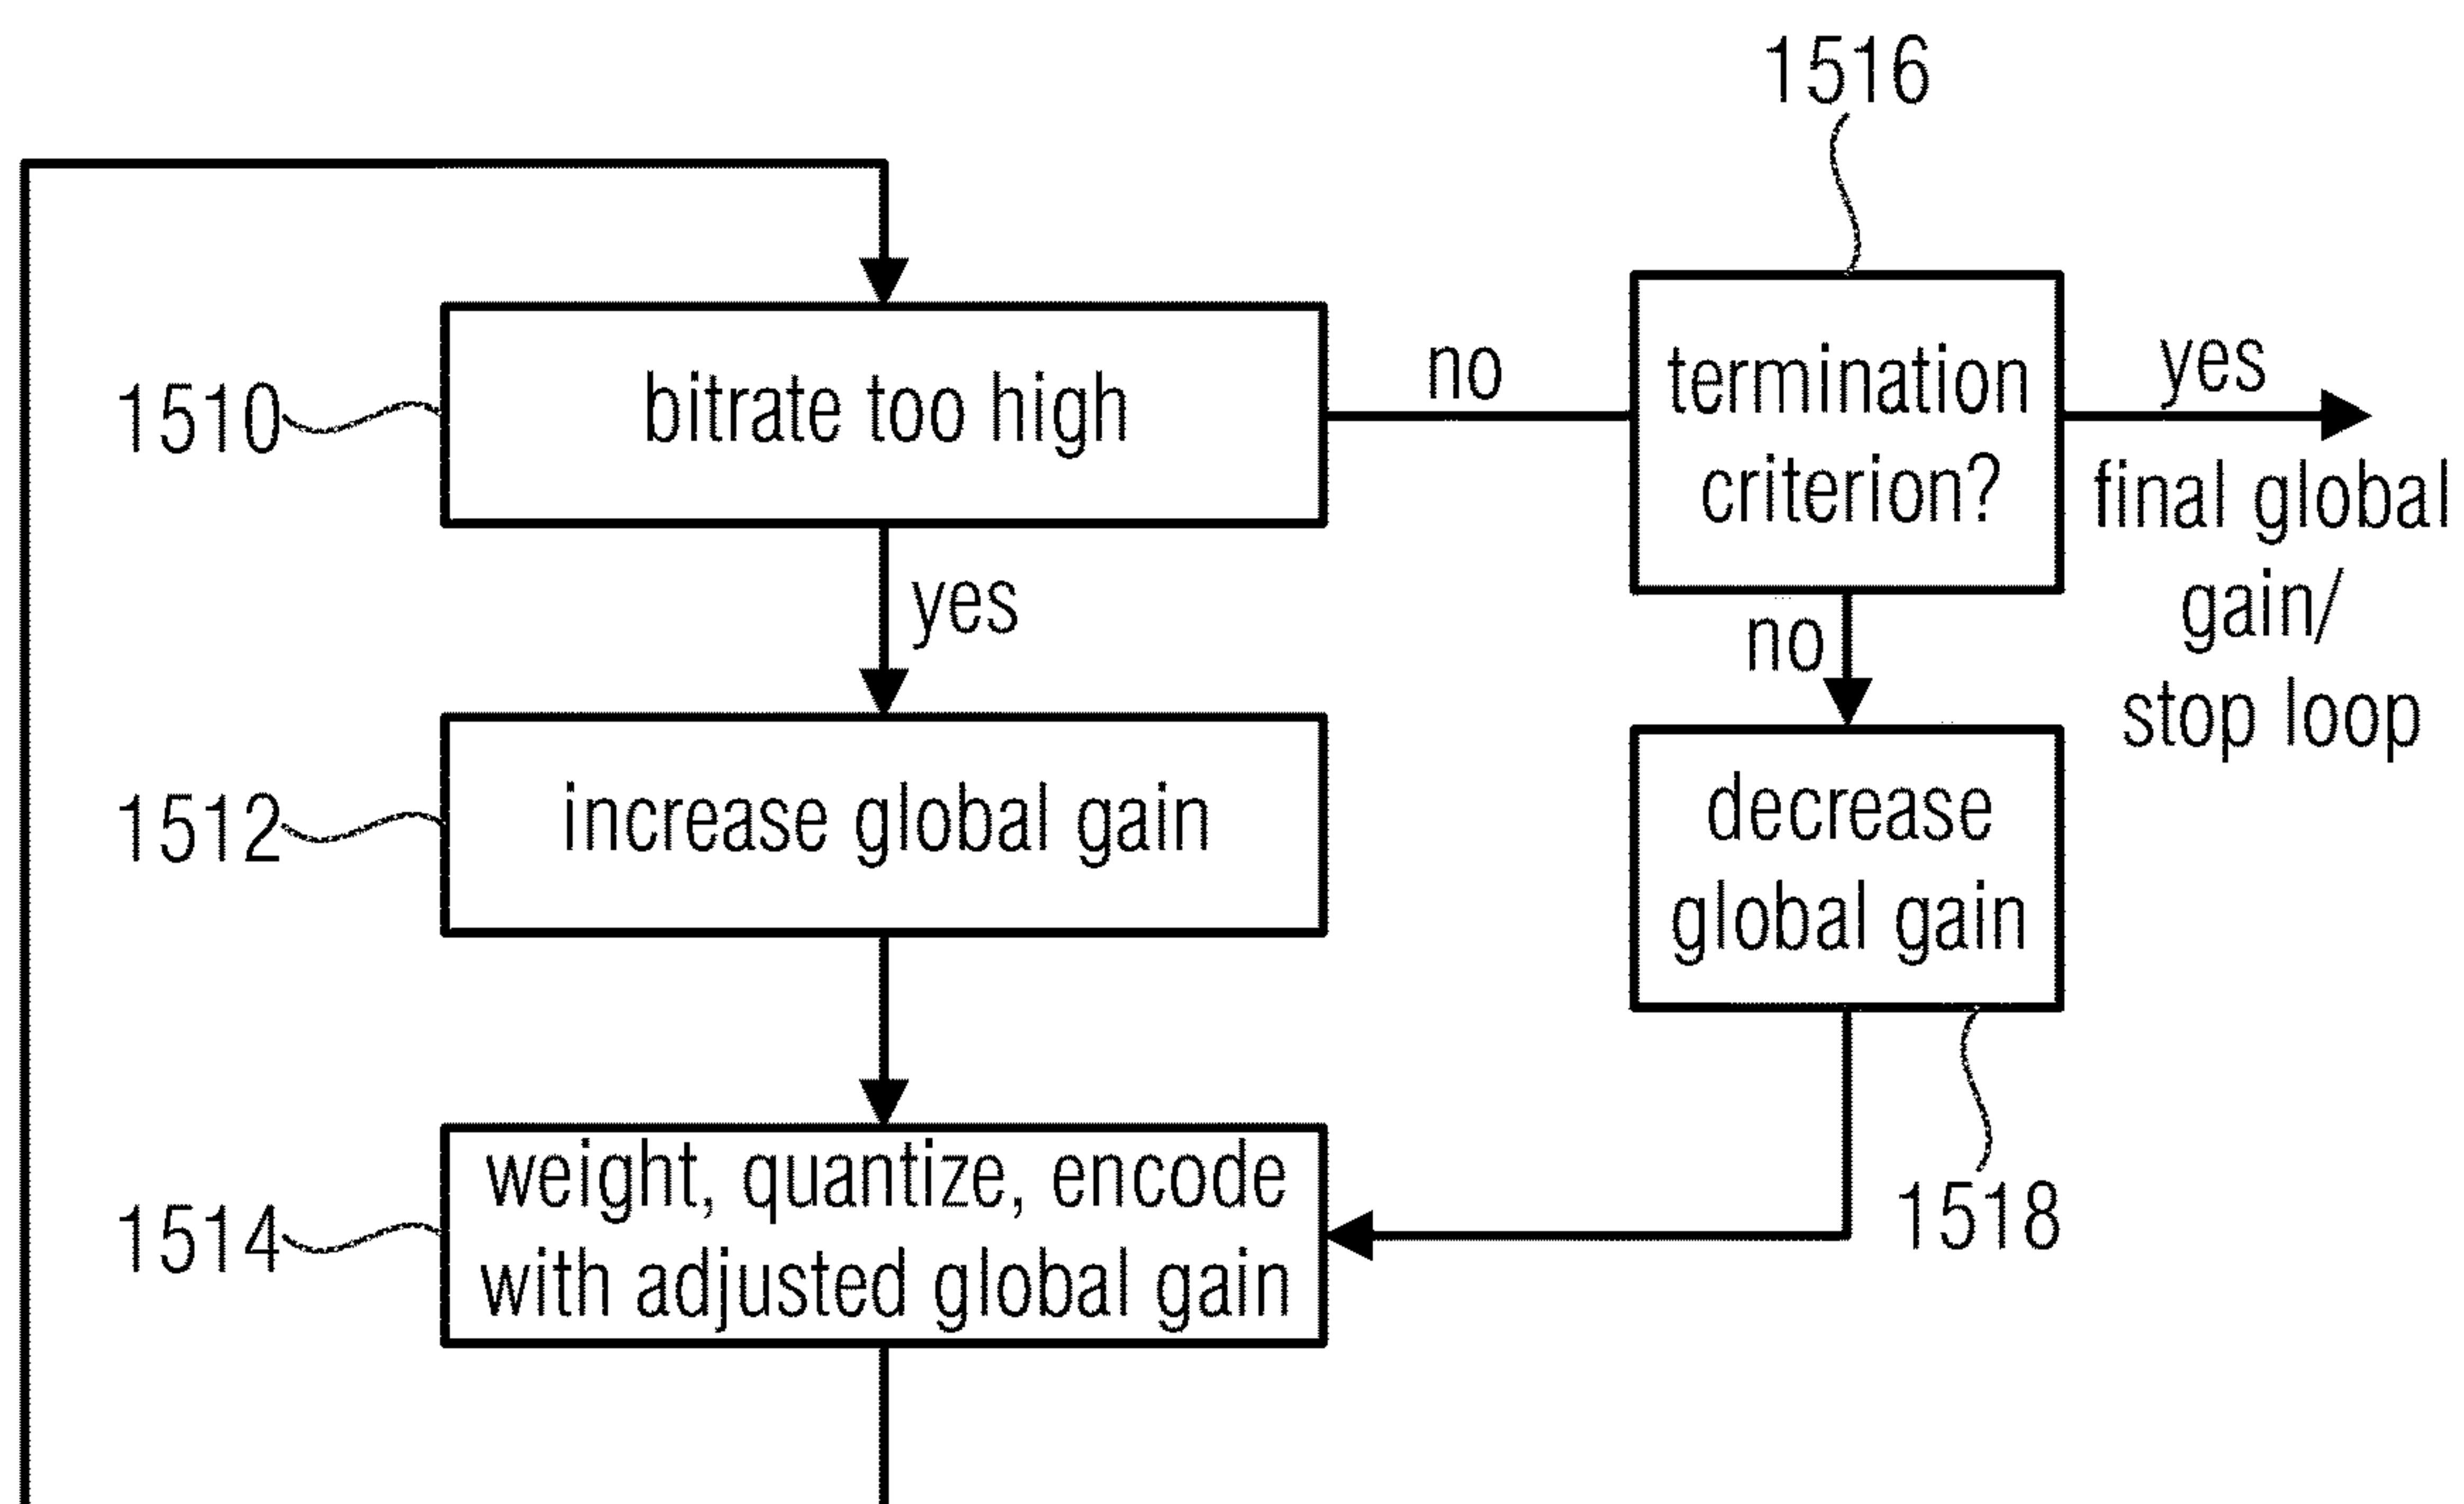 1516
1510
bitrate too high
no
termination
criterion?
yes
final global
gain/
stop loop
yes
no
1512
increase global gain
decrease
global gain
1514
weight, quantize, encode
with adjusted global gain
1518